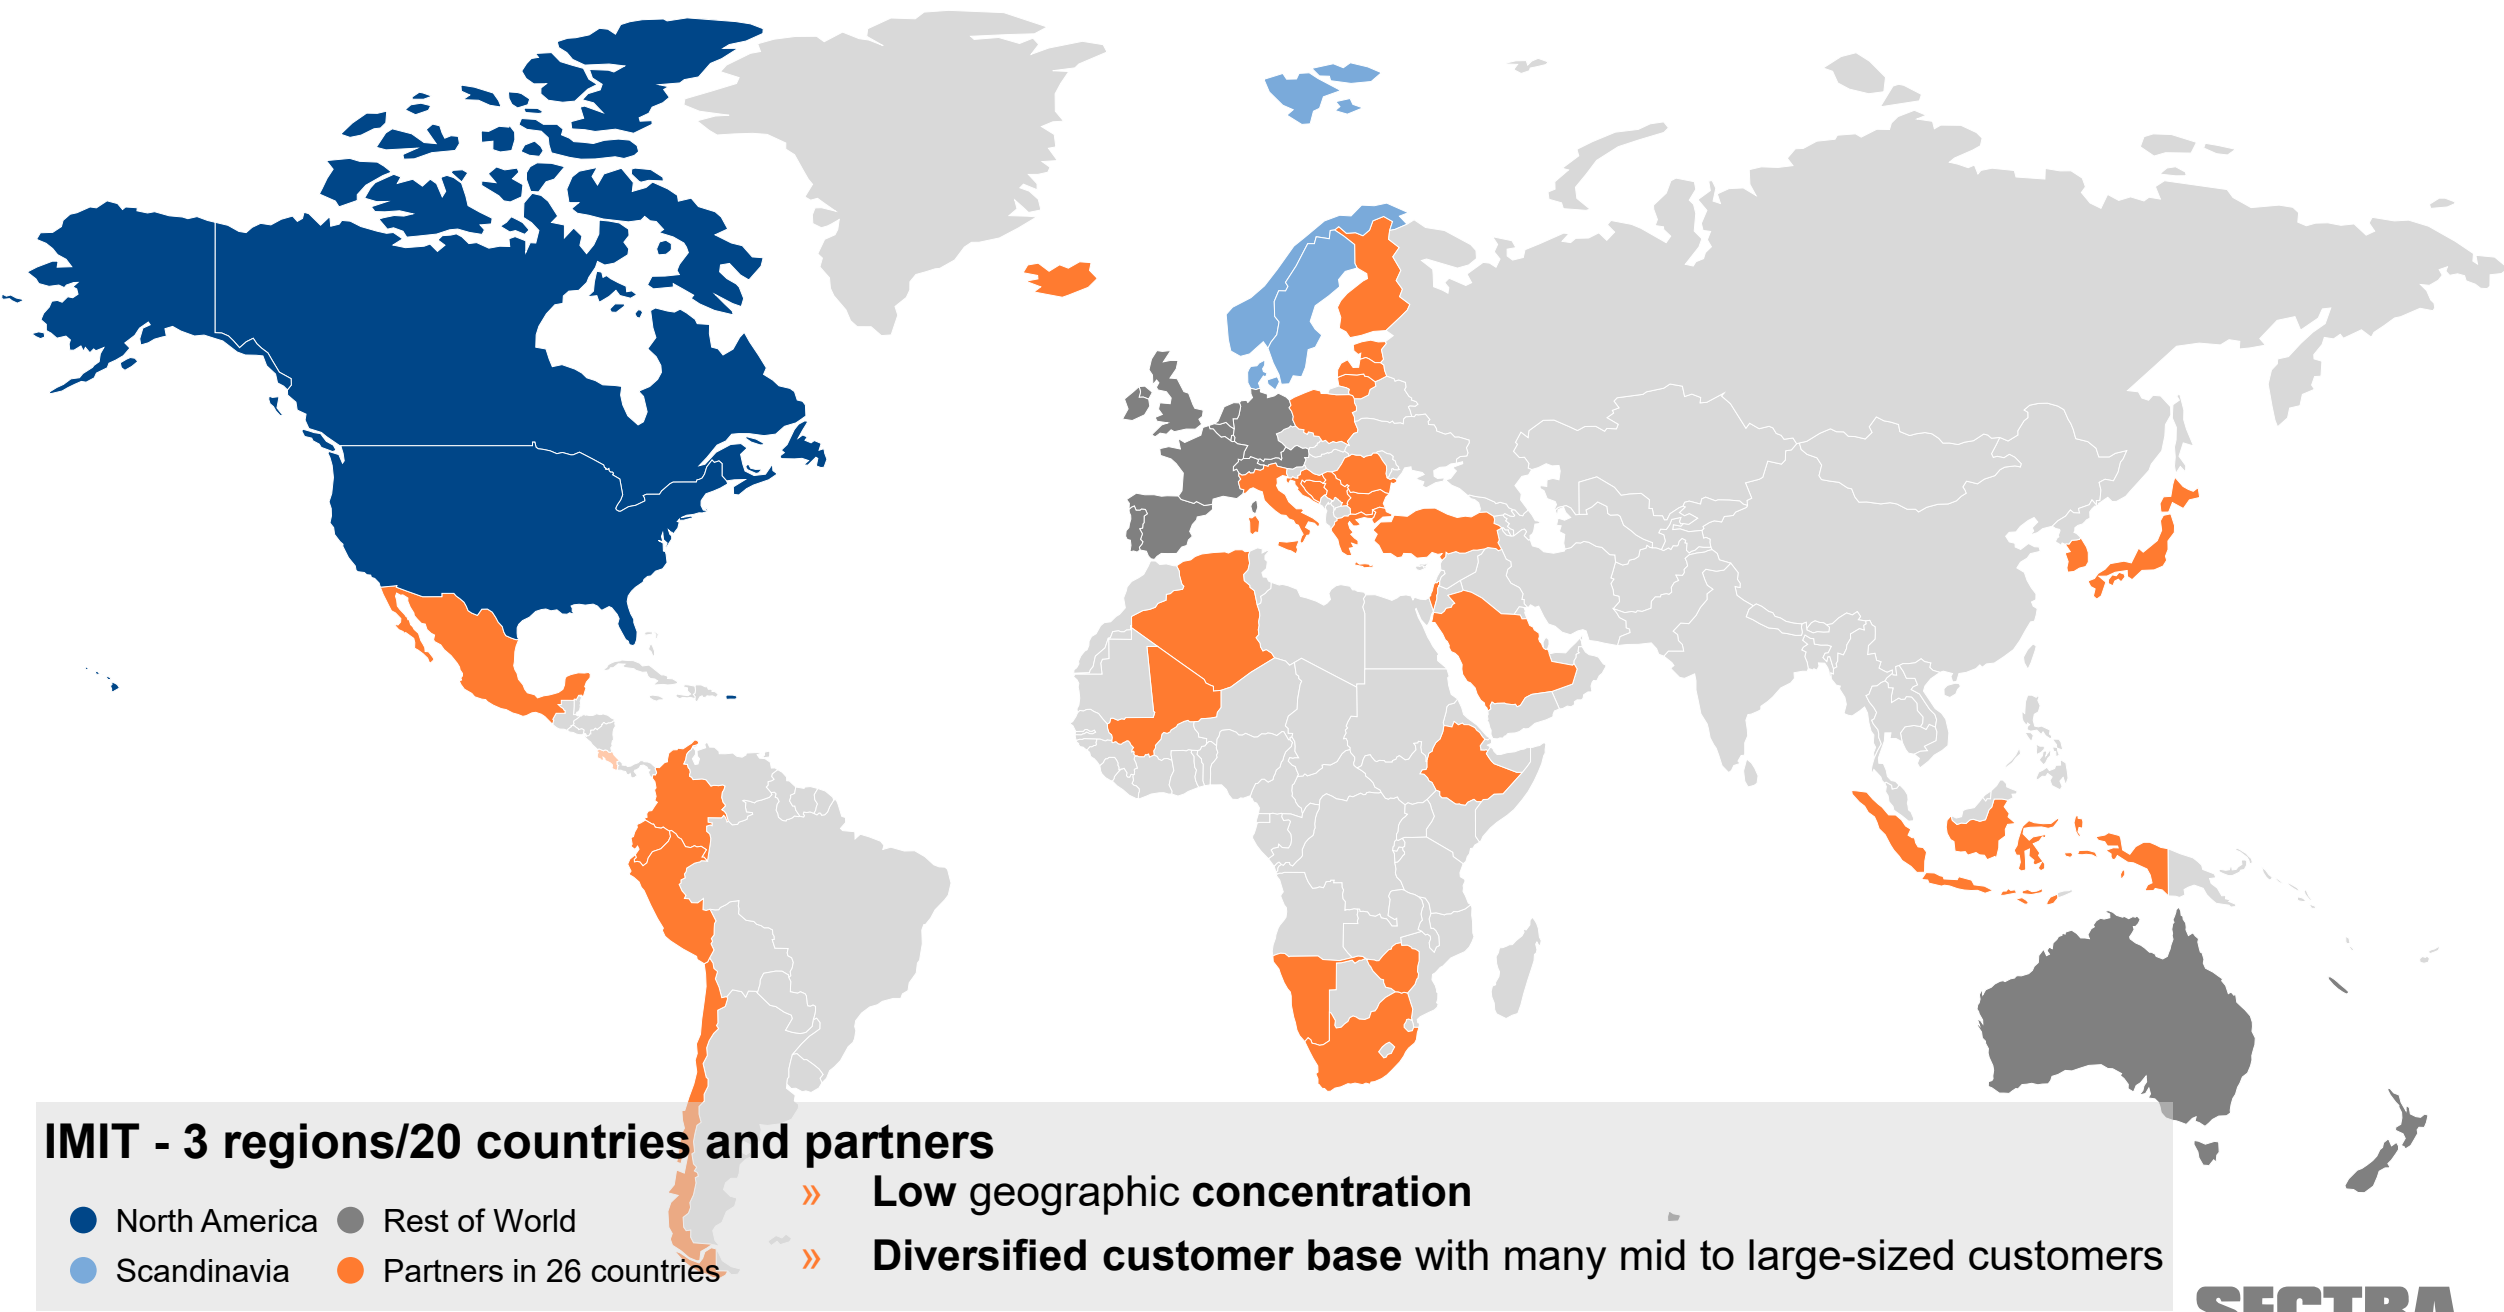 IMIT - 3 regions/20 countries and partners
» Low geographic concentration
North America
Rest of World
» Diversified customer base with many mid to large-sized customers
Scandinavia
Partners in 26 countries
SECTRA